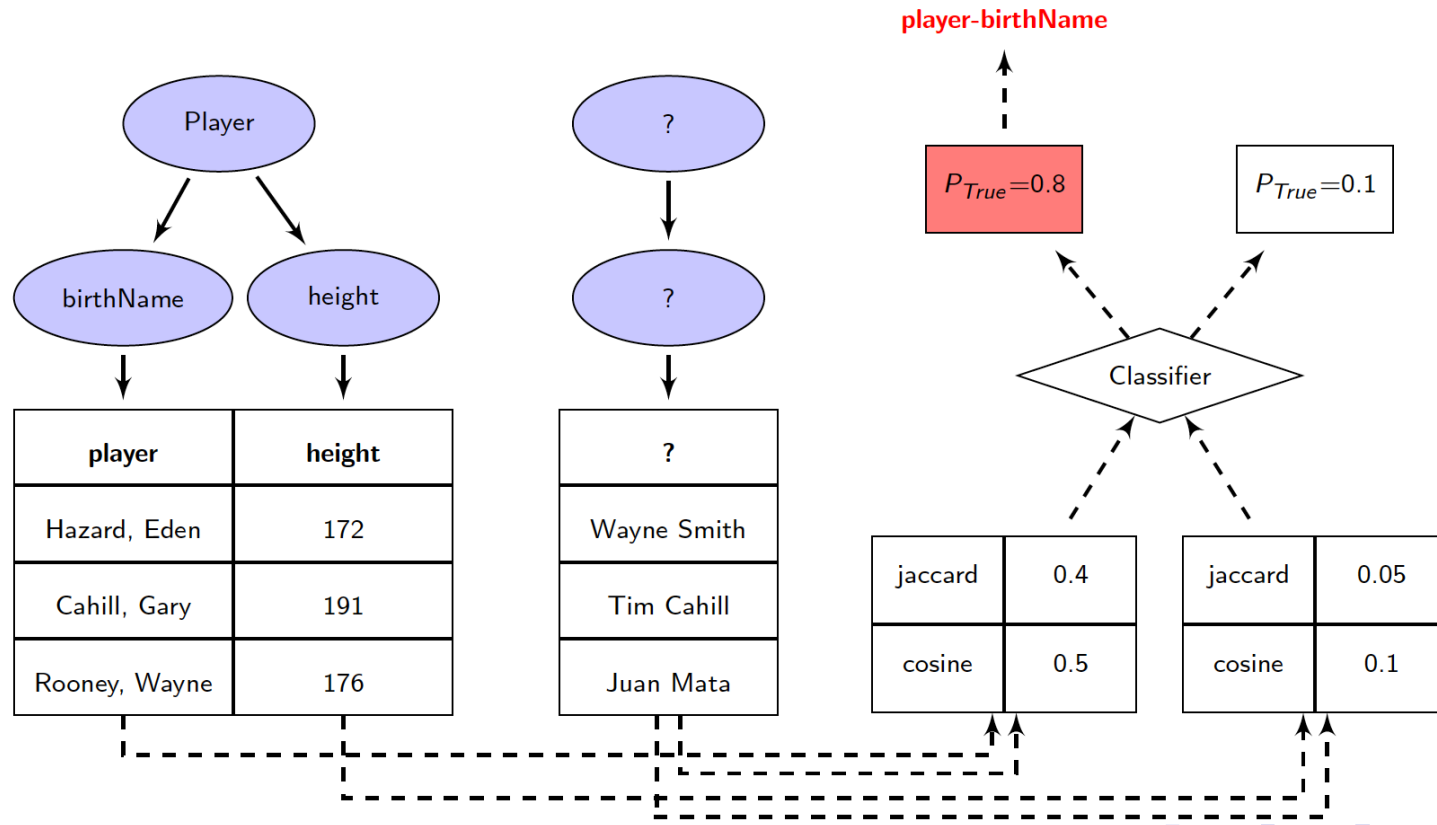 player-birthName
Player
?
P_True=0.8
P_True=0.1
birthName
height
?
Classifier
player height
Hazard, Eden 172
Cahill, Gary 191
Rooney, Wayne 176
?
Wayne Smith
Tim Cahill
Juan Mata
jaccard 0.4
cosine 0.5
jaccard 0.05
cosine 0.1